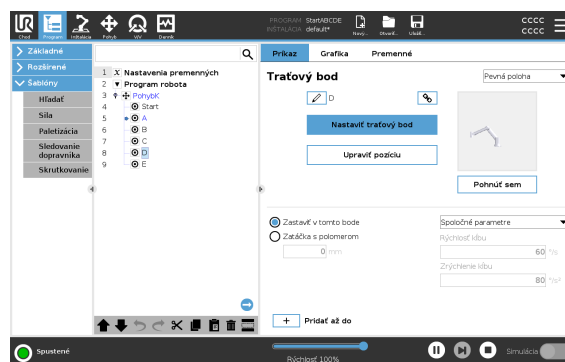 UR
PROGRAM StartABCDE
INŠTALÁCIA default*
Chod Program Inštalácia Pohyb V/V Denník
Nový... Otvoriť... Uložiť...
CCCC
CCCC
Základné
Rozšírené
Šablóny
Hľadať
Sila
Paletizácia
Sledovanie
dopravníka
Skrutkovanie
1 X Nastavenia premenných
2 Program robota
3 PohybK
4 Start
5 A
6 B
7 C
8 D
9 E
Príkaz Grafika Premenné
Traťový bod
Pevná poloha
D
Nastaviť traťový bod
Upraviť pozíciu
Pohnúť sem
Zastaviť v tomto bode
Zatáčka s polomerom
0 mm
Spoločné parametre
Rýchlosť kĺbu
60 °/s
Zrýchlenie kĺbu
80 °/s²
+ Pridať až do
Spustené
Rýchlosť 100%
Simulácia